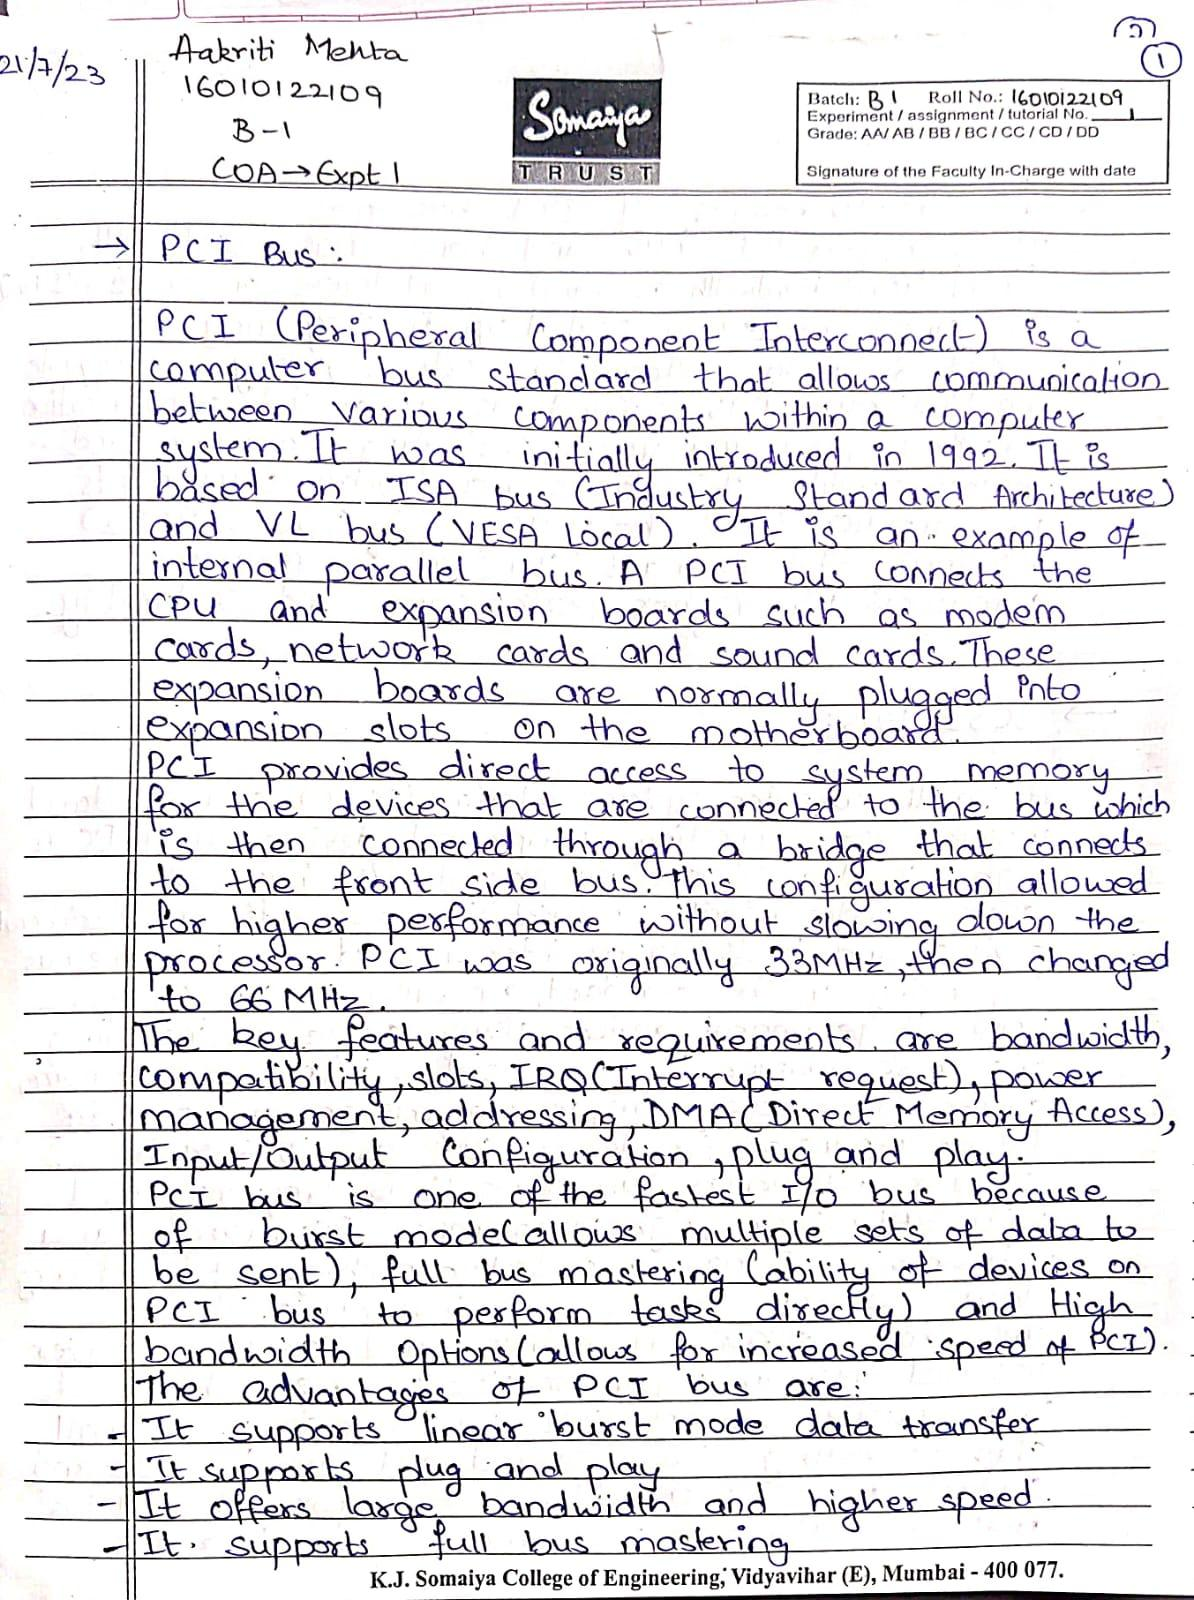 21/7/23
Aakriti Mehta
16010122109
B-1
COA→Expt 1
Somaiya
TRUST
1
Batch: B1 Roll No.: 16010122109
Experiment / assignment / tutorial No. 1
Grade: AA / AB / BB / BC / CC / CD / DD
Signature of the Faculty In-Charge with date
→ PCI Bus :
PCI (Peripheral Component Interconnect) is a
computer bus standard that allows communication
between various components within a computer
system. It was initially introduced in 1992. It is
based on ISA bus (Industry Standard Architecture)
and VL bus (VESA Local). It is an example of
internal parallel bus. A PCI bus connects the
CPU and expansion boards such as modem
cards, network cards and sound cards. These
expansion boards are normally plugged into
expansion slots on the motherboard.
PCI provides direct access to system memory
for the devices that are connected to the bus which
is then connected through a bridge that connects
to the front side bus. This configuration allowed
for higher performance without slowing down the
processor. PCI was originally 33MHz, then changed
to 66 MHz.
The key features and requirements are bandwidth,
compatibility, slots, IRQ (Interrupt request), power
management, addressing, DMA (Direct Memory Access),
Input/Output Configuration, plug and play.
PCI bus is one of the fastest I/O bus because
of burst mode (allows multiple sets of data to
be sent), full bus mastering (ability of devices on
PCI bus to perform tasks directly) and High
bandwidth Options (allows for increased speed of PCI).
The advantages of PCI bus are:
- It supports linear burst mode data transfer
- It supports plug and play
- It offers large bandwidth and higher speed.
- It supports full bus mastering
K.J. Somaiya College of Engineering, Vidyavihar (E), Mumbai - 400 077.